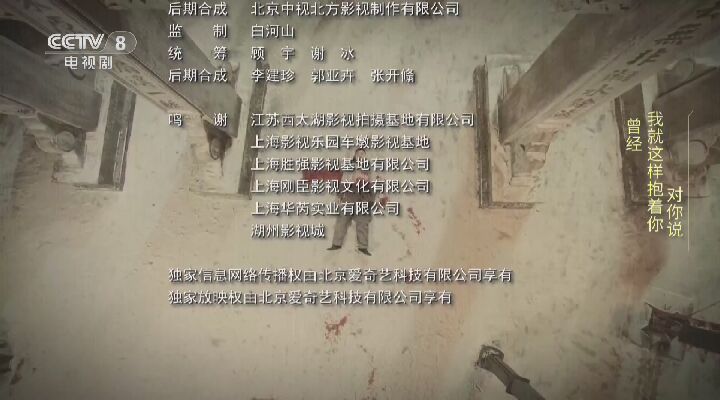 CCTV 8
电视剧
后期合成 北京中视北方影视制作有限公司
监 制 白河山
统 筹 顾 宇 谢 冰
后期合成 李建珍 郭亚卉 张开翛
鸣 谢 江苏西太湖影视拍摄基地有限公司
上海影视乐园车墩影视基地
上海胜强影视基地有限公司
上海刚臣影视文化有限公司
上海华芮实业有限公司
湖州影视城
独家信息网络传播权由北京爱奇艺科技有限公司享有
独家放映权由北京爱奇艺科技有限公司享有
对你说
我就这样抱着你
曾经